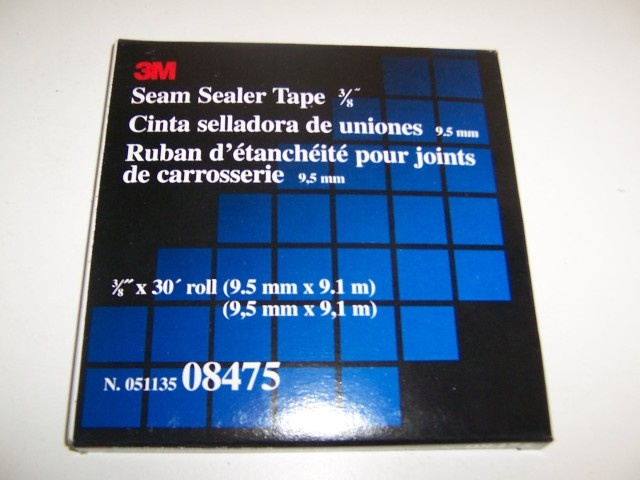 3M
Seam Sealer Tape 3/8″
Cinta selladora de uniones 9.5 mm
Ruban d'étanchéité pour joints
de carrosserie 9,5 mm
3/8″ x 30′ roll (9.5 mm x 9.1 m)
(9,5 mm x 9,1 m)
N. 051135 08475